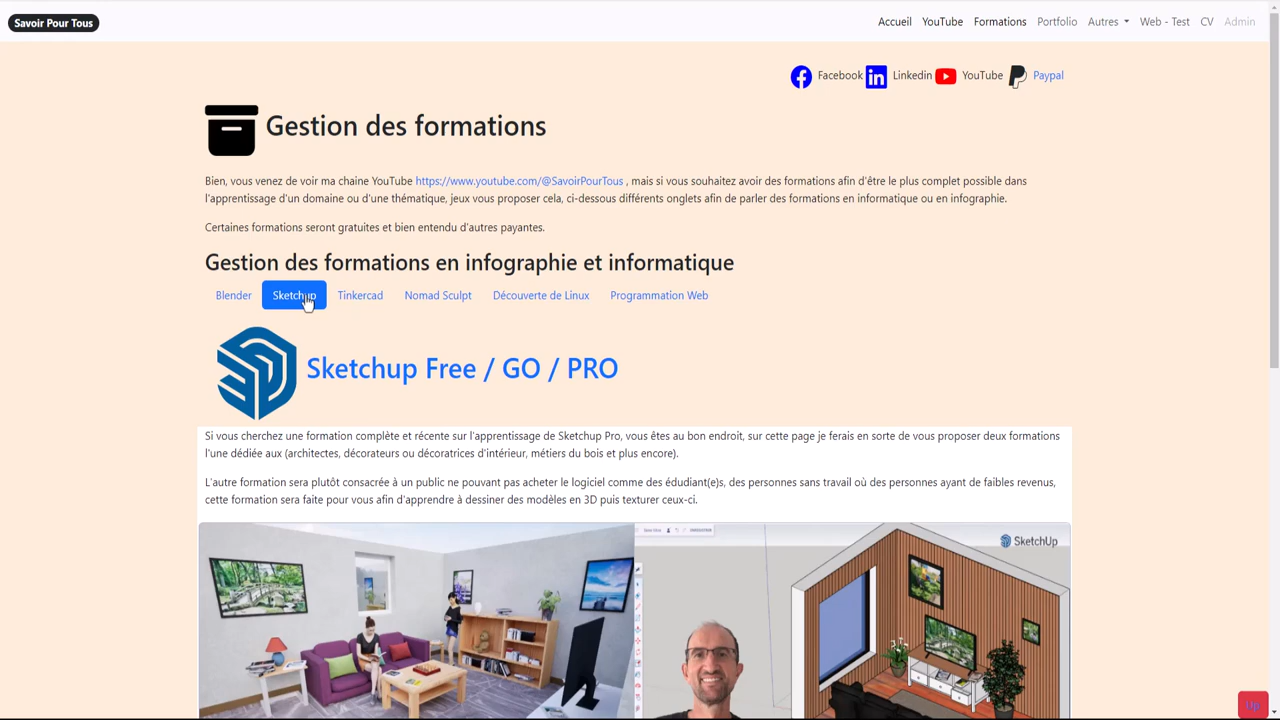 Savoir Pour Tous
Accueil YouTube Formations Portfolio Autres Web - Test CV Admin
Facebook Linkedin YouTube Paypal
Gestion des formations
Bien, vous venez de voir ma chaine YouTube https://www.youtube.com/@SavoirPourTous , mais si vous souhaitez avoir des formations afin d'être le plus complet possible dans
l'apprentissage d'un domaine ou d'une thématique, jeux vous proposer cela, ci-dessous différents onglets afin de parler des formations en informatique ou en infographie.
Certaines formations seront gratuites et bien entendu d'autres payantes.
Gestion des formations en infographie et informatique
Blender Sketchup Tinkercad Nomad Sculpt Découverte de Linux Programmation Web
Sketchup Free / GO / PRO
Si vous cherchez une formation complète et récente sur l'apprentissage de Sketchup Pro, vous êtes au bon endroit, sur cette page je ferais en sorte de vous proposer deux formations
l'une dédiée aux (architectes, décorateurs ou décoratrices d'intérieur, métiers du bois et plus encore).
L'autre formation sera plutôt consacrée à un public ne pouvant pas acheter le logiciel comme des édudiant(e)s, des personnes sans travail où des personnes ayant de faibles revenus,
cette formation sera faite pour vous afin d'apprendre à dessiner des modèles en 3D puis texturer ceux-ci.
SketchUp
Up